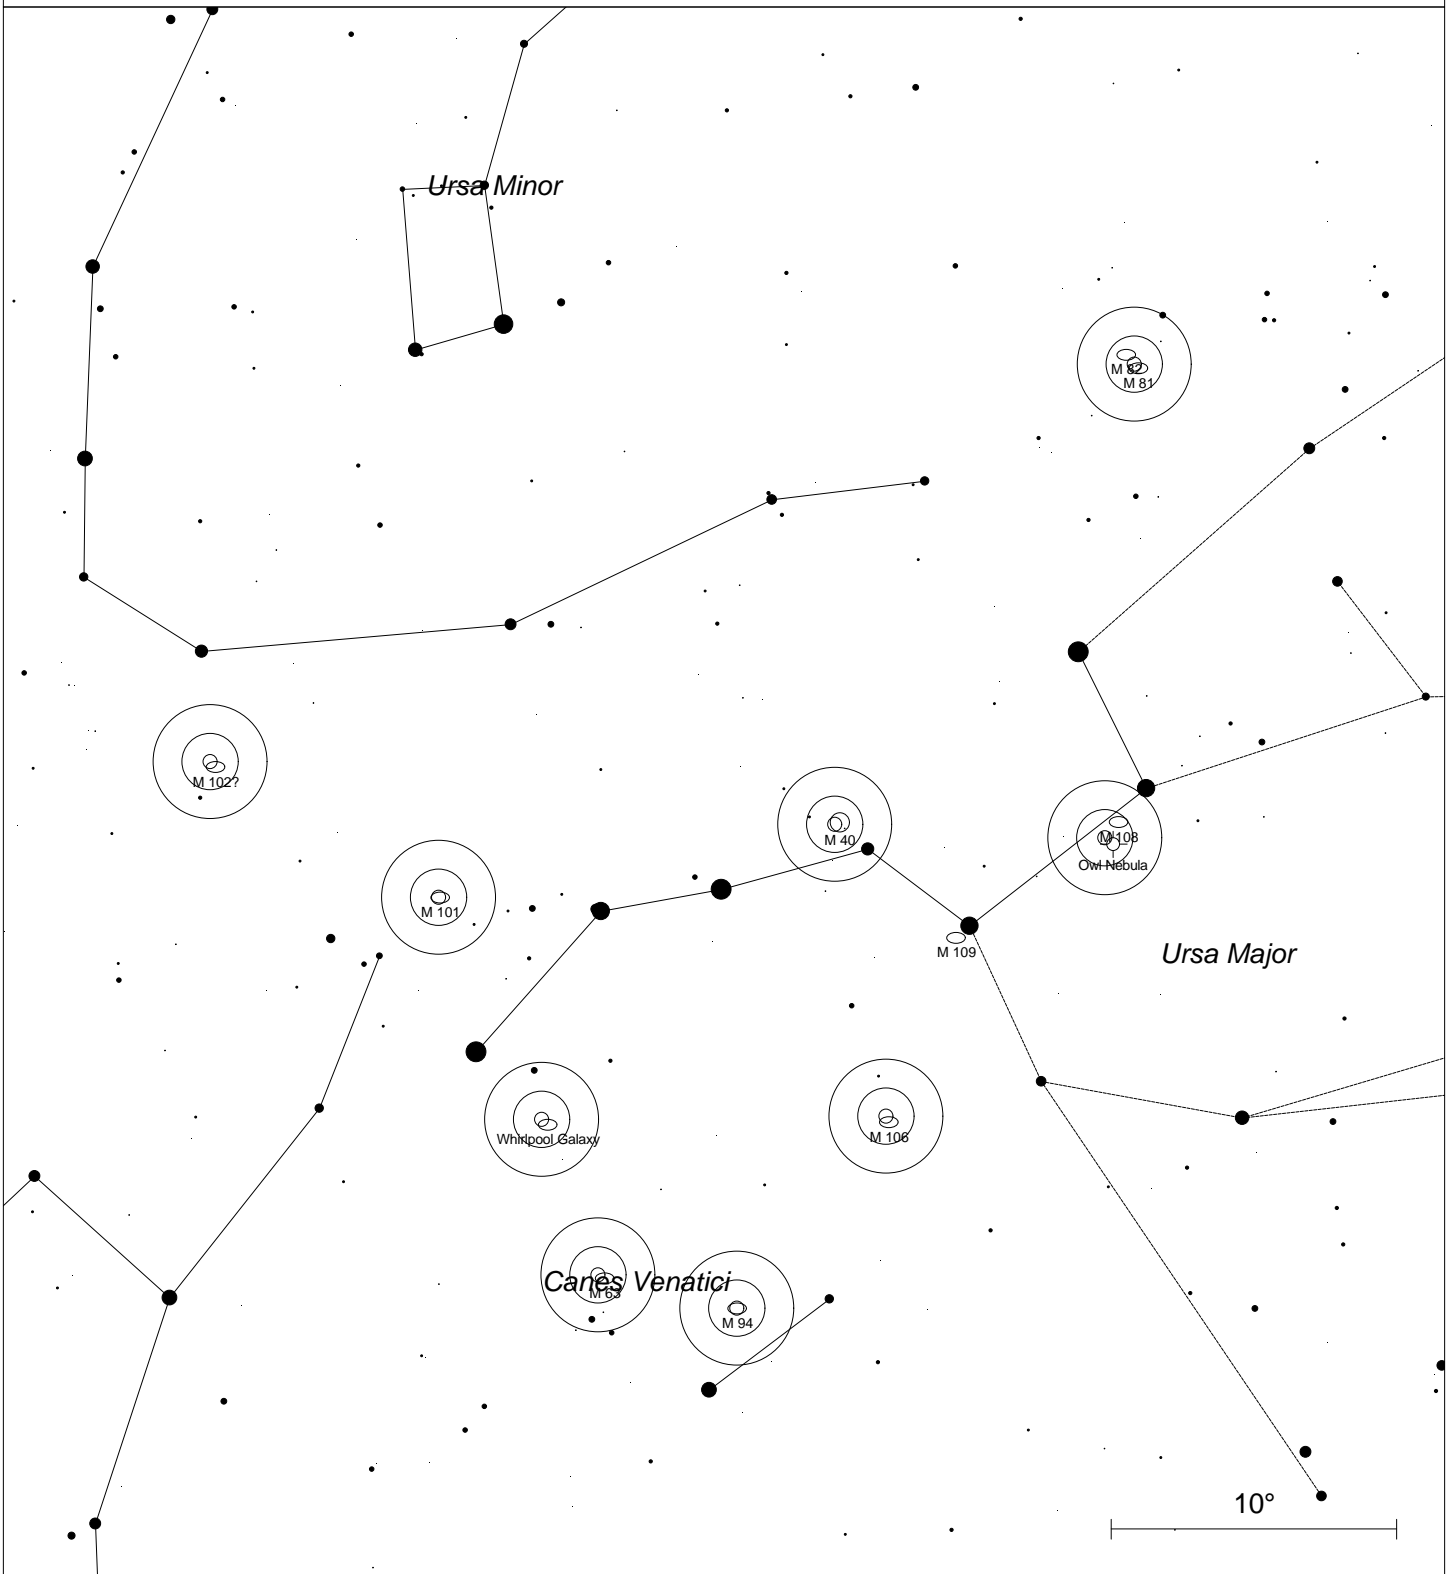 Ursa Minor
M 82
M 81
M 102?
M 40
M 108
Owl Nebula
M 101
M 109
Ursa Major
Whirlpool Galaxy
M 106
Canes Venatici
M 63
M 94
10°